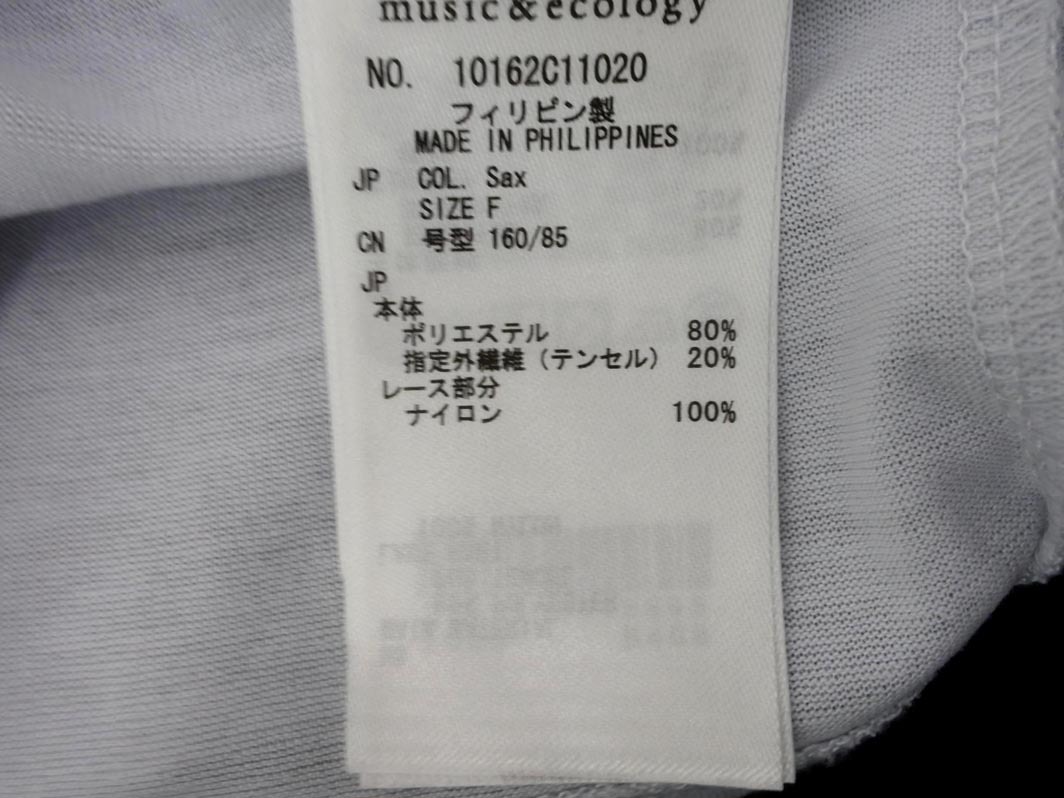 music&ecology
NO. 10162C11020
フィリピン製
MADE IN PHILIPPINES
JP COL. Sax
SIZE F
CN 号型 160/85
JP
本体
ポリエステル 80%
指定外繊維（テンセル） 20%
レース部分
ナイロン 100%